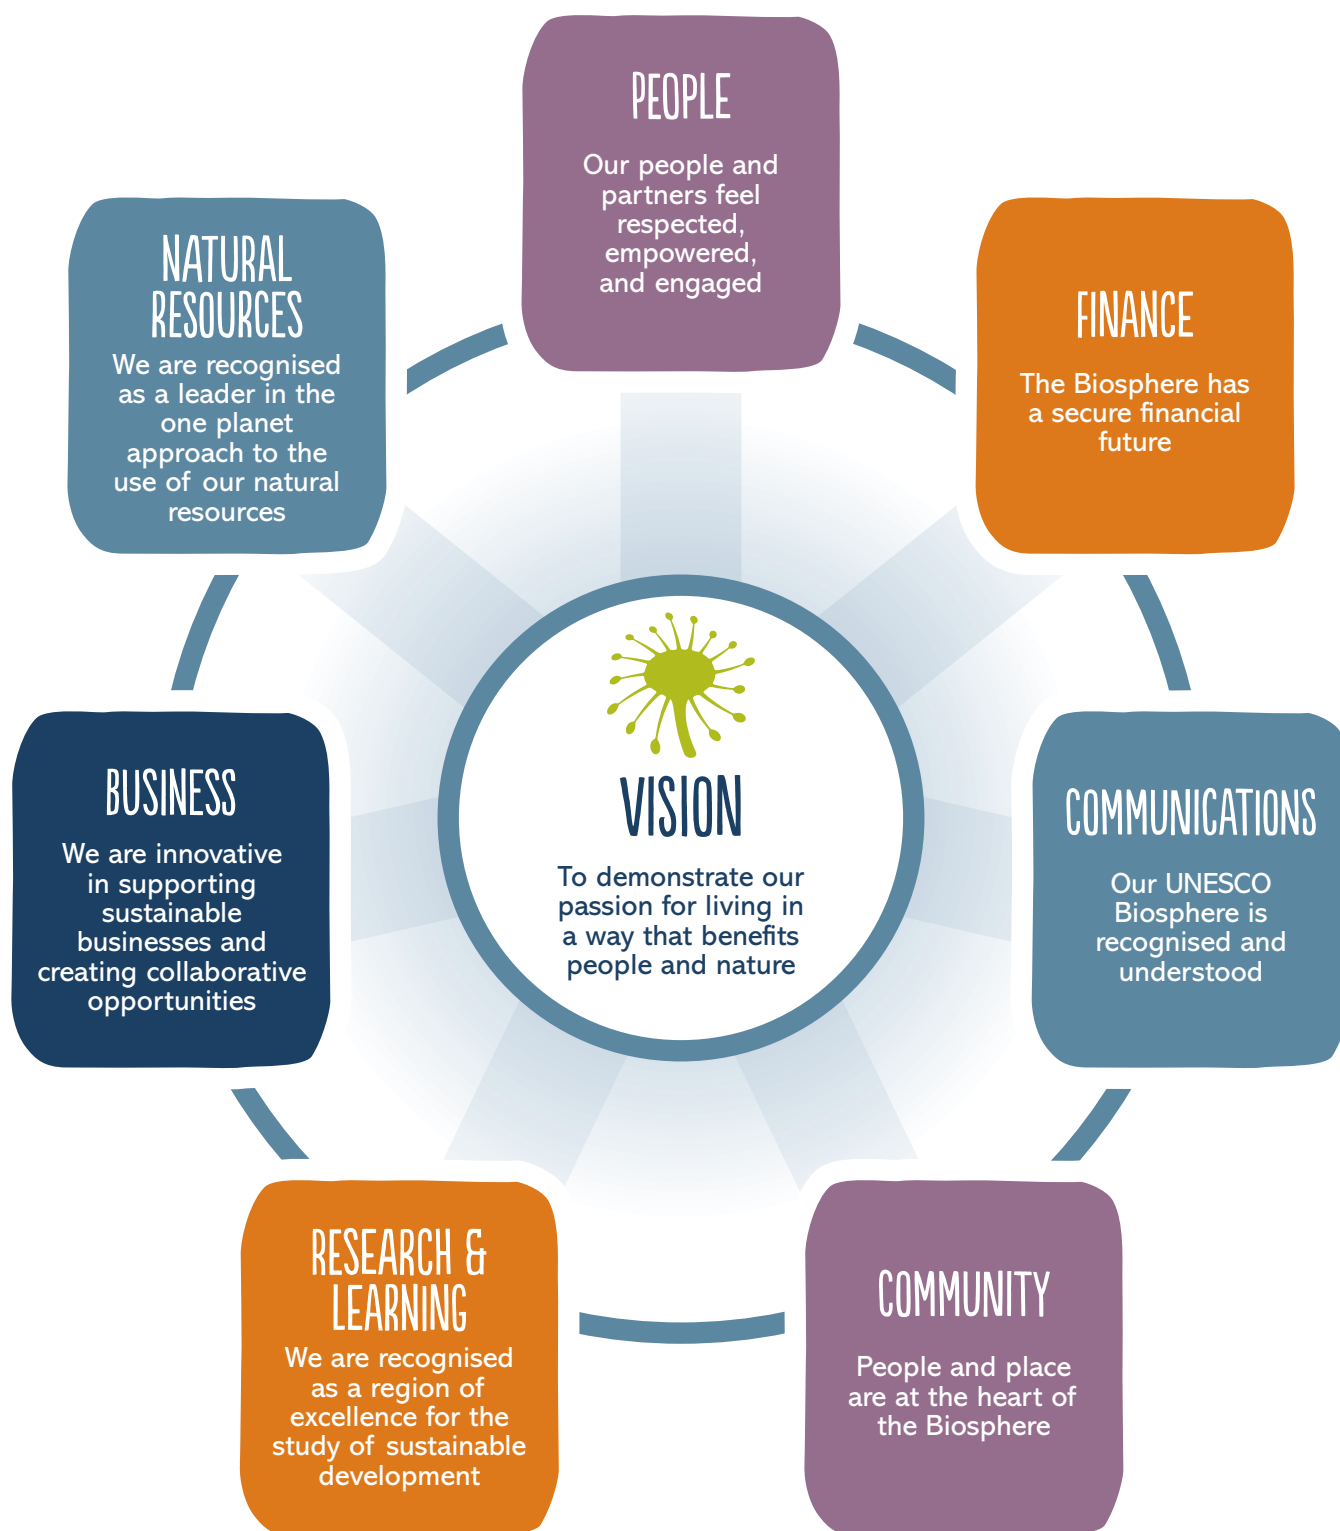 PEOPLE
Our people and
partners feel
respected,
empowered,
and engaged
NATURAL
RESOURCES
We are recognised
as a leader in the
one planet
approach to the
use of our natural
resources
FINANCE
The Biosphere has
a secure financial
future
BUSINESS
We are innovative
in supporting
sustainable
businesses and
creating collaborative
opportunities
VISION
To demonstrate our
passion for living in
a way that benefits
people and nature
COMMUNICATIONS
Our UNESCO
Biosphere is
recognised and
understood
RESEARCH &
LEARNING
We are recognised
as a region of
excellence for the
study of sustainable
development
COMMUNITY
People and place
are at the heart of
the Biosphere